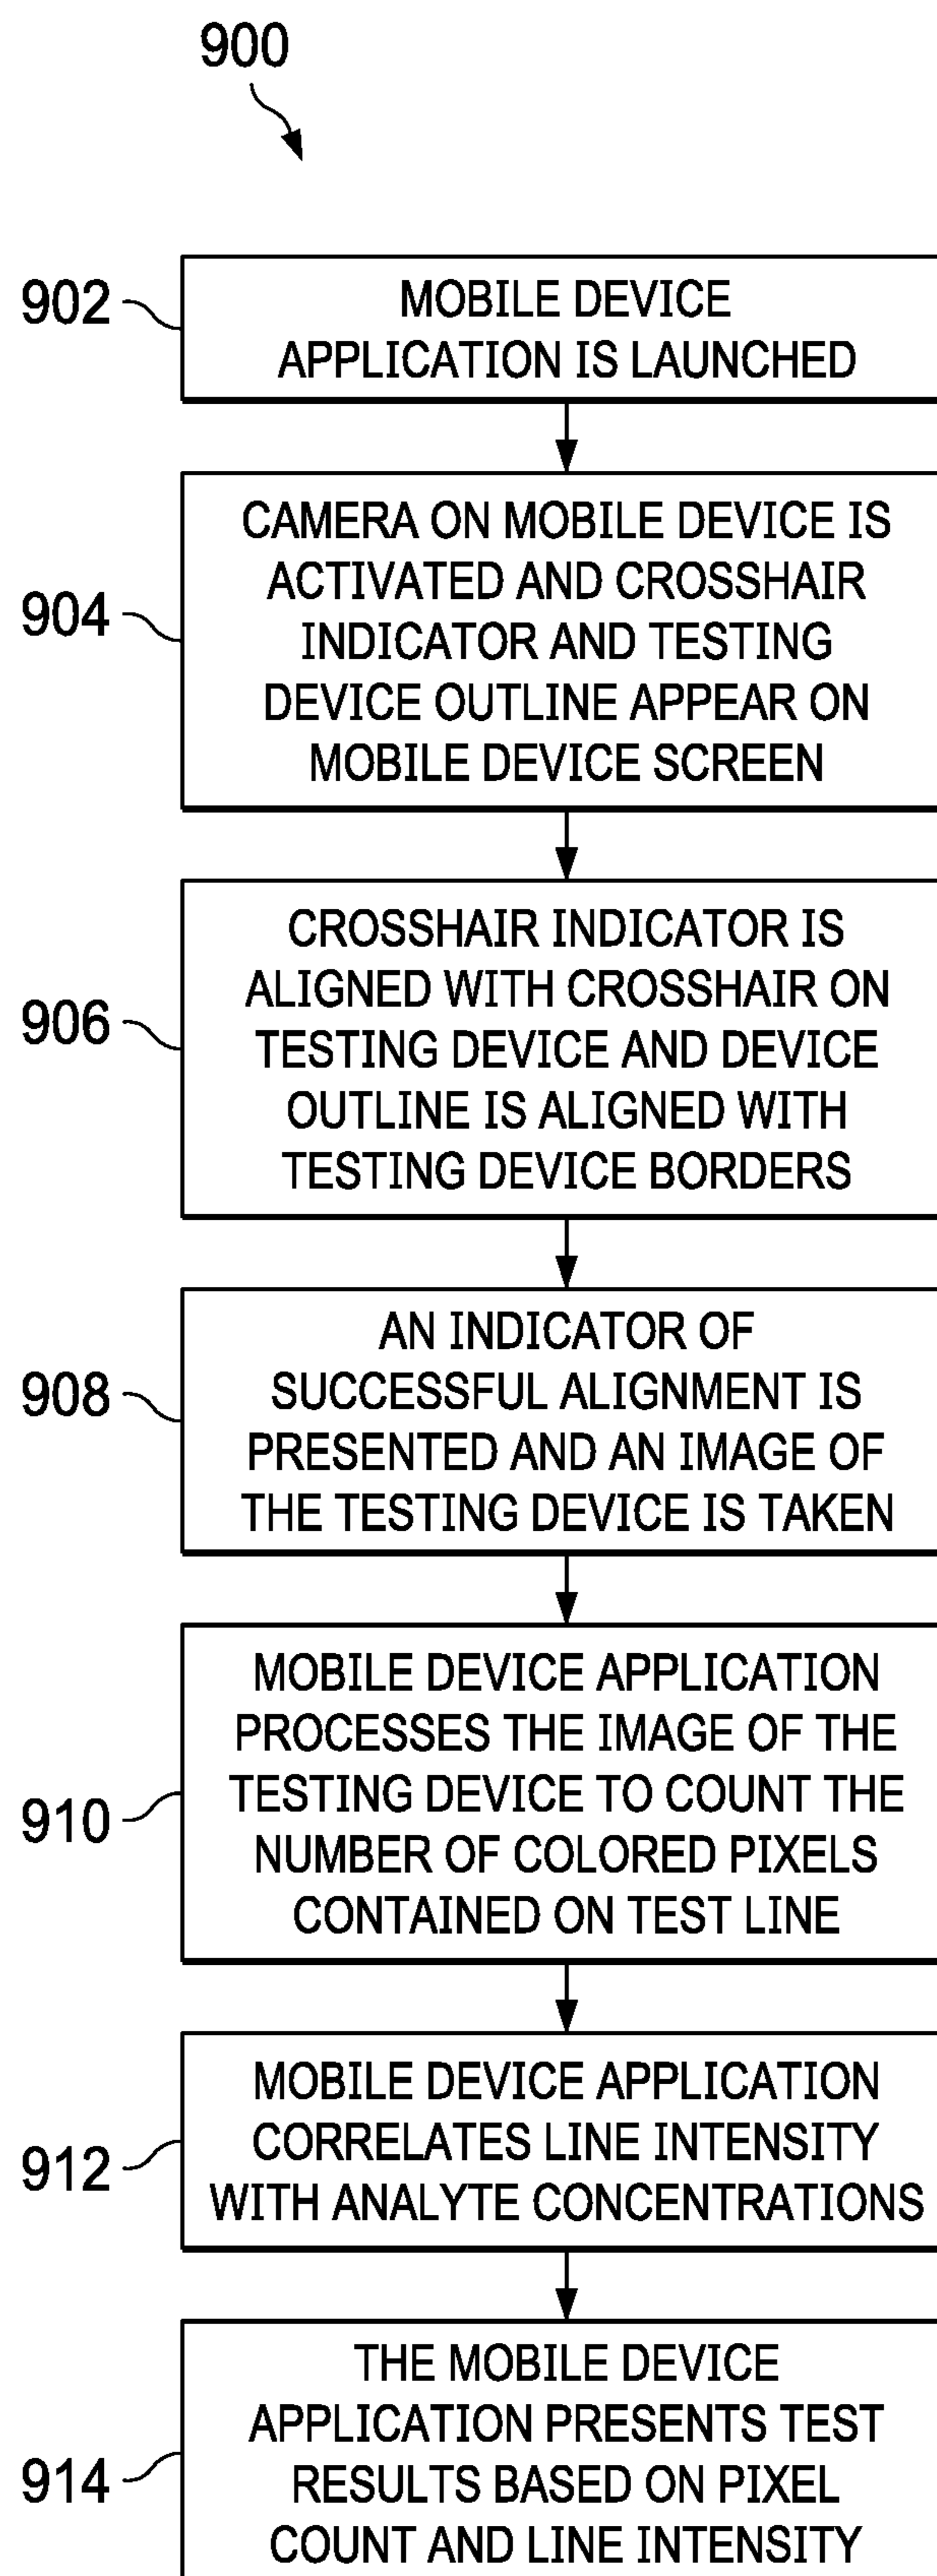 900
902
MOBILE DEVICE
APPLICATION IS LAUNCHED
904
CAMERA ON MOBILE DEVICE IS
ACTIVATED AND CROSSHAIR
INDICATOR AND TESTING
DEVICE OUTLINE APPEAR ON
MOBILE DEVICE SCREEN
906
CROSSHAIR INDICATOR IS
ALIGNED WITH CROSSHAIR ON
TESTING DEVICE AND DEVICE
OUTLINE IS ALIGNED WITH
TESTING DEVICE BORDERS
908
AN INDICATOR OF
SUCCESSFUL ALIGNMENT IS
PRESENTED AND AN IMAGE OF
THE TESTING DEVICE IS TAKEN
910
MOBILE DEVICE APPLICATION
PROCESSES THE IMAGE OF THE
TESTING DEVICE TO COUNT THE
NUMBER OF COLORED PIXELS
CONTAINED ON TEST LINE
912
MOBILE DEVICE APPLICATION
CORRELATES LINE INTENSITY
WITH ANALYTE CONCENTRATIONS
914
THE MOBILE DEVICE
APPLICATION PRESENTS TEST
RESULTS BASED ON PIXEL
COUNT AND LINE INTENSITY